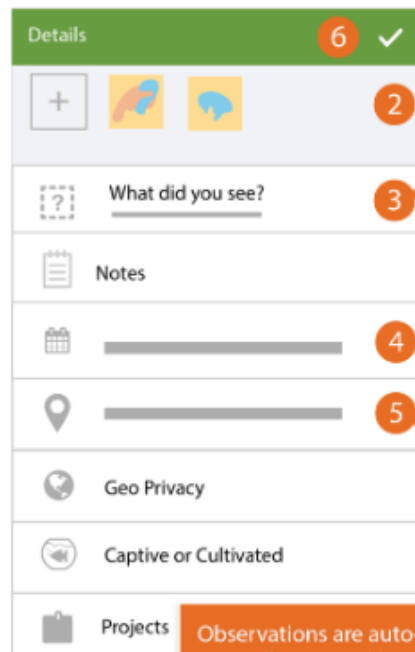 Details 6
2
What did you see? 3
?
Notes
4
5
Geo Privacy
Captive or Cultivated
Projects
Observations are auto-